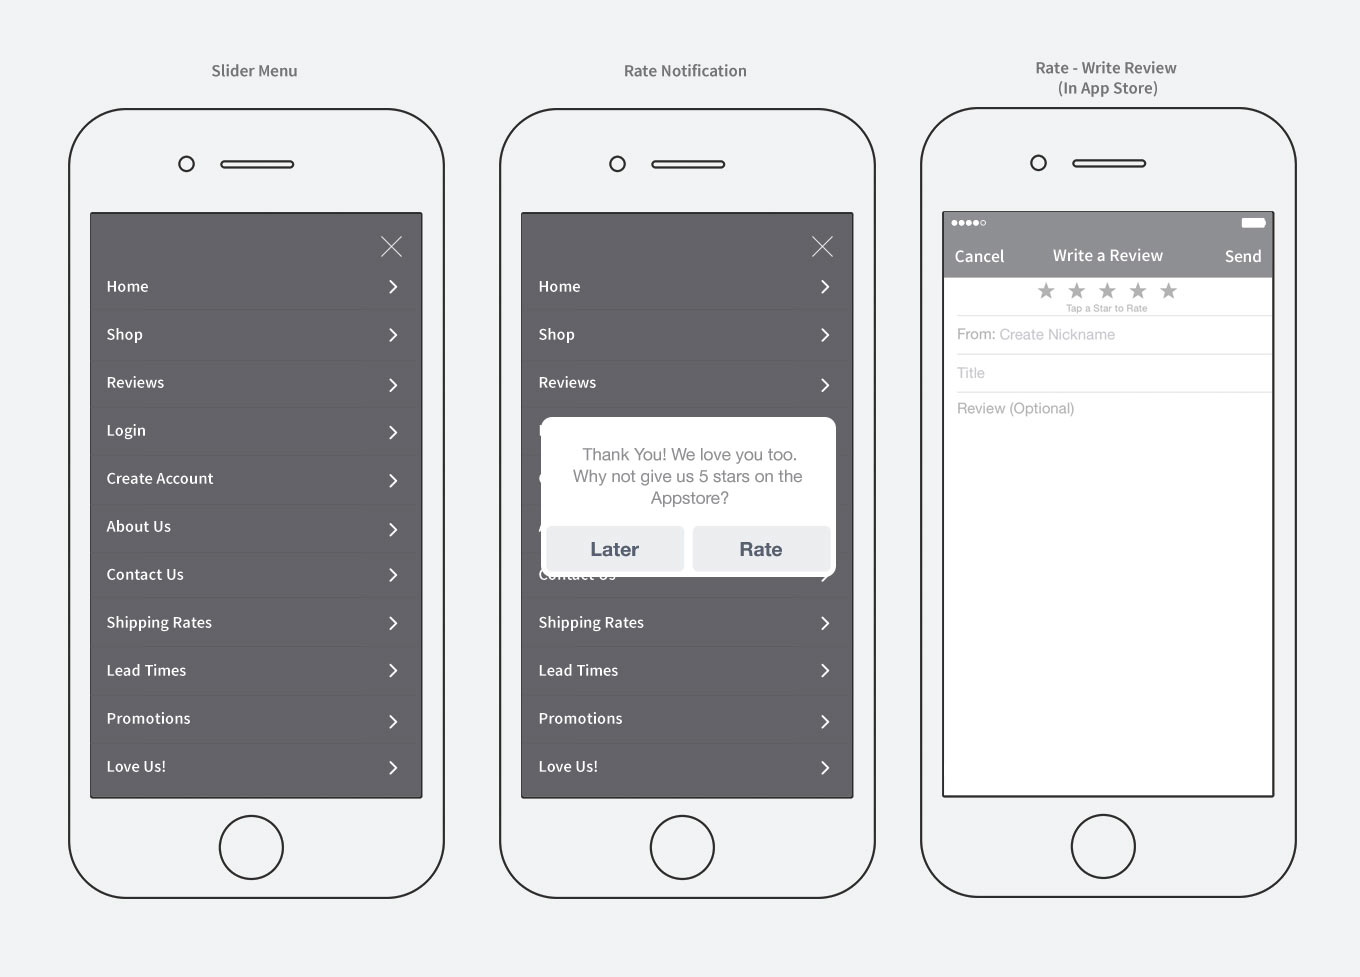 Slider Menu
Home
Shop
Reviews
Login
Create Account
About Us
Contact Us
Shipping Rates
Lead Times
Promotions
Love Us!
Rate Notification
Home
Shop
Reviews
Thank You! We love you too.
Why not give us 5 stars on the
Appstore?
Later
Rate
Contact Us
Shipping Rates
Lead Times
Promotions
Love Us!
Rate - Write Review
(In App Store)
Cancel
Write a Review
Send
Tap a Star to Rate
From: Create Nickname
Title
Review (Optional)